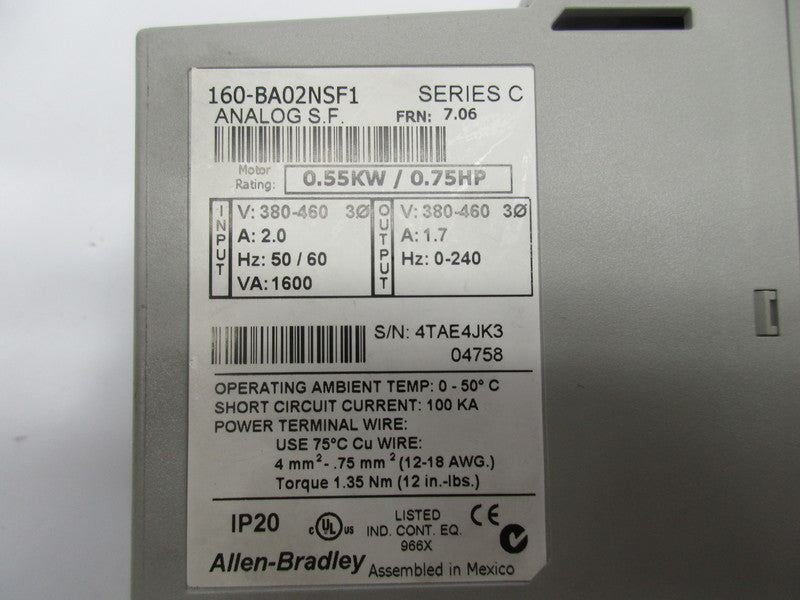 160-BA02NSF1 SERIES C
ANALOG S.F. FRN: 7.06
Motor Rating: 0.55KW / 0.75HP
INPUT
V: 380-460 3Ø
A: 2.0
Hz: 50 / 60
VA: 1600
OUTPUT
V: 380-460 3Ø
A: 1.7
Hz: 0-240
S/N: 4TAE4JK3
04758
OPERATING AMBIENT TEMP: 0 - 50° C
SHORT CIRCUIT CURRENT: 100 KA
POWER TERMINAL WIRE:
USE 75°C Cu WIRE:
4 mm² - .75 mm² (12-18 AWG.)
Torque 1.35 Nm (12 in.-lbs.)
IP20
c UL us
LISTED
IND. CONT. EQ.
966X
CE
Allen-Bradley Assembled in Mexico